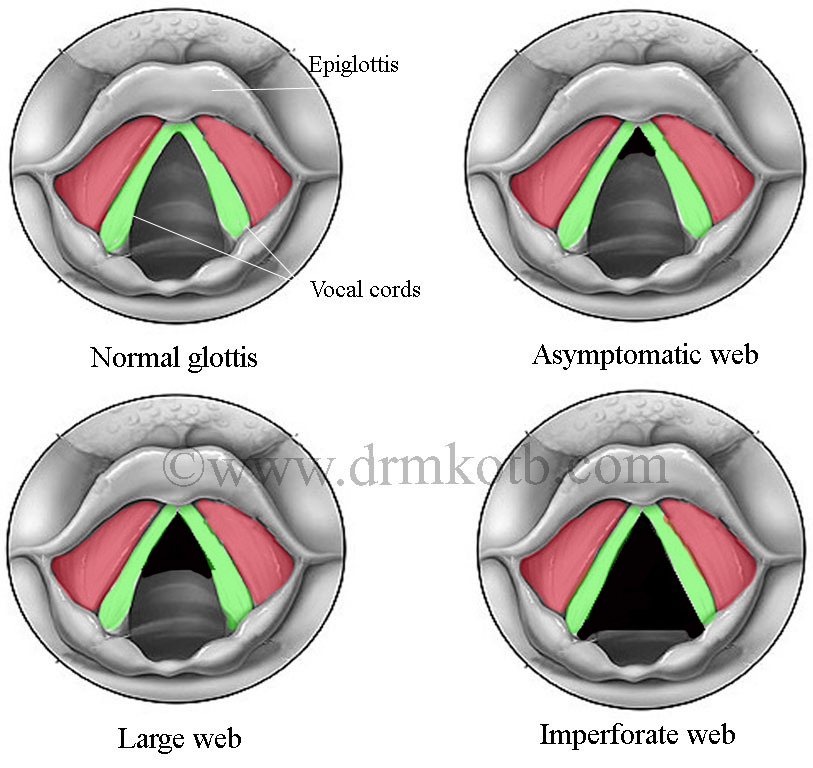 Epiglottis
Vocal cords
Normal glottis
Asymptomatic web
©www.drmkotb.com
Large web
Imperforate web